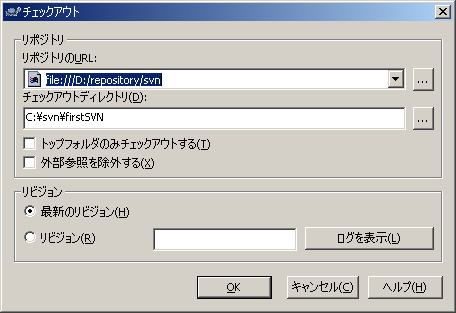 チェックアウト
リポジトリ
リポジトリのURL:
file:///D:/repository/svn
...
チェックアウトディレクトリ(D):
C:¥svn¥firstSVN
...
トップフォルダのみチェックアウトする(T)
外部参照を除外する(X)
リビジョン
最新のリビジョン(H)
リビジョン(R)
ログを表示(L)
OK キャンセル(C) ヘルプ(H)